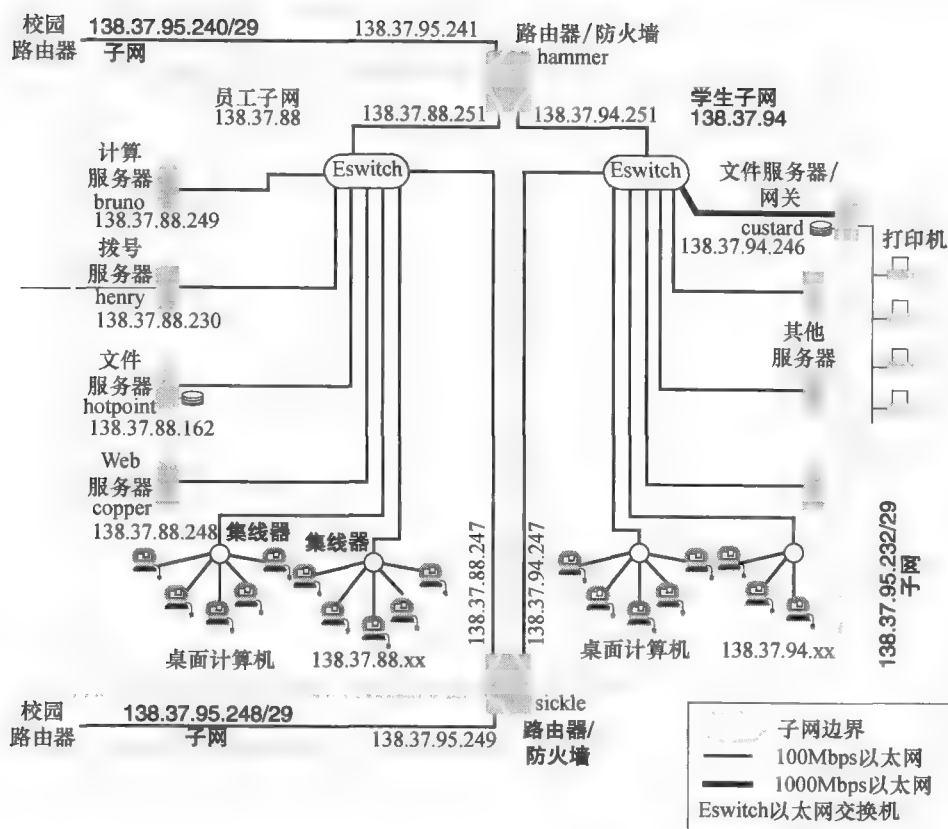 校园
路由器
138.37.95.240/29
子网
138.37.95.241
路由器/防火墙
hammer
员工子网
138.37.88
138.37.88.251
138.37.94.251
学生子网
138.37.94
计算
服务器
bruno
138.37.88.249
Eswitch
Eswitch
文件服务器/
网关
custard
138.37.94.246
打印机
拨号
服务器
henry
138.37.88.230
其他
服务器
文件
服务器
hotpoint
138.37.88.162
Web
服务器
copper
138.37.88.248
集线器
集线器
138.37.88.247
138.37.94.247
138.37.95.232/29
子网
桌面计算机
138.37.88.xx
桌面计算机
138.37.94.xx
校园
路由器
138.37.95.248/29
子网
138.37.95.249
sickle
路由器/
防火墙
子网边界
100Mbps以太网
1000Mbps以太网
Eswitch以太网交换机